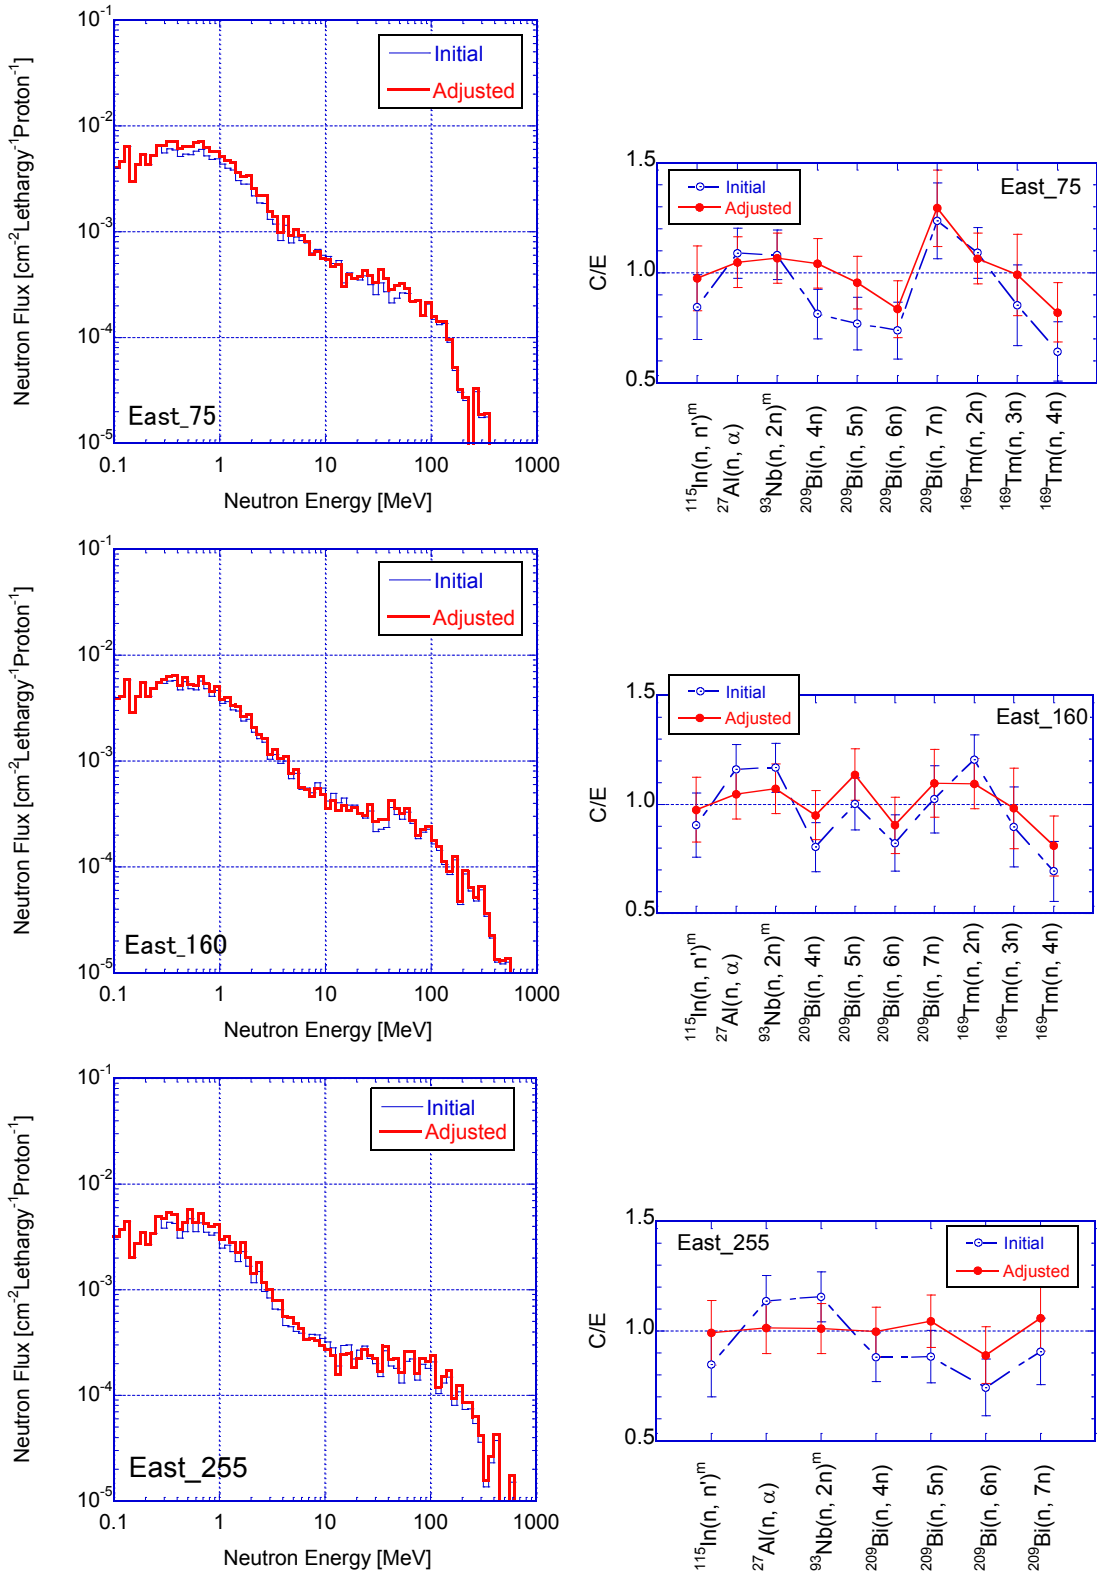 Neutron Flux [cm⁻²Lethargy⁻¹Proton⁻¹]
10⁻¹
10⁻²
10⁻³
10⁻⁴
10⁻⁵
Initial
Adjusted
East_75
0.1 1 10 100 1000
Neutron Energy [MeV]
C/E
1.5
1.0
0.5
Initial
Adjusted
East_75
¹¹⁵In(n, n')ᵐ
²⁷Al(n, α)
⁹³Nb(n, 2n)ᵐ
²⁰⁹Bi(n, 4n)
²⁰⁹Bi(n, 5n)
²⁰⁹Bi(n, 6n)
²⁰⁹Bi(n, 7n)
¹⁶⁹Tm(n, 2n)
¹⁶⁹Tm(n, 3n)
¹⁶⁹Tm(n, 4n)
Neutron Flux [cm⁻²Lethargy⁻¹Proton⁻¹]
10⁻¹
10⁻²
10⁻³
10⁻⁴
10⁻⁵
Initial
Adjusted
East_160
0.1 1 10 100 1000
Neutron Energy [MeV]
C/E
1.5
1.0
0.5
Initial
Adjusted
East_160
¹¹⁵In(n, n')ᵐ
²⁷Al(n, α)
⁹³Nb(n, 2n)ᵐ
²⁰⁹Bi(n, 4n)
²⁰⁹Bi(n, 5n)
²⁰⁹Bi(n, 6n)
²⁰⁹Bi(n, 7n)
¹⁶⁹Tm(n, 2n)
¹⁶⁹Tm(n, 3n)
¹⁶⁹Tm(n, 4n)
Neutron Flux [cm⁻²Lethargy⁻¹Proton⁻¹]
10⁻¹
10⁻²
10⁻³
10⁻⁴
10⁻⁵
Initial
Adjusted
East_255
0.1 1 10 100 1000
Neutron Energy [MeV]
C/E
1.5
1.0
0.5
East_255
Initial
Adjusted
¹¹⁵In(n, n')ᵐ
²⁷Al(n, α)
⁹³Nb(n, 2n)ᵐ
²⁰⁹Bi(n, 4n)
²⁰⁹Bi(n, 5n)
²⁰⁹Bi(n, 6n)
²⁰⁹Bi(n, 7n)